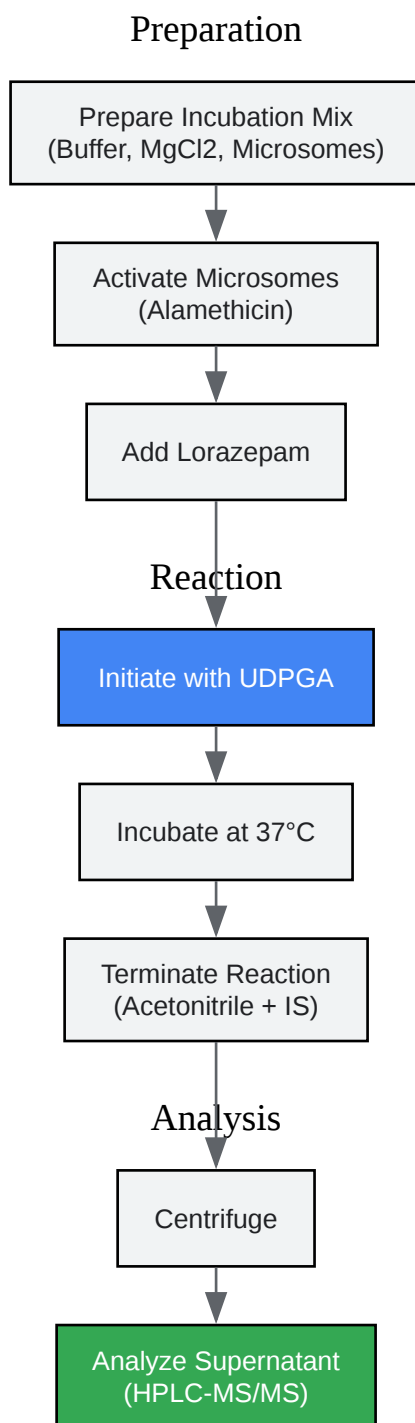 Preparation
Prepare Incubation Mix
(Buffer, MgCl2, Microsomes)
Activate Microsomes
(Alamethicin)
Add Lorazepam
Reaction
Initiate with UDPGA
Incubate at 37°C
Terminate Reaction
(Acetonitrile + IS)
Analysis
Centrifuge
Analyze Supernatant
(HPLC-MS/MS)